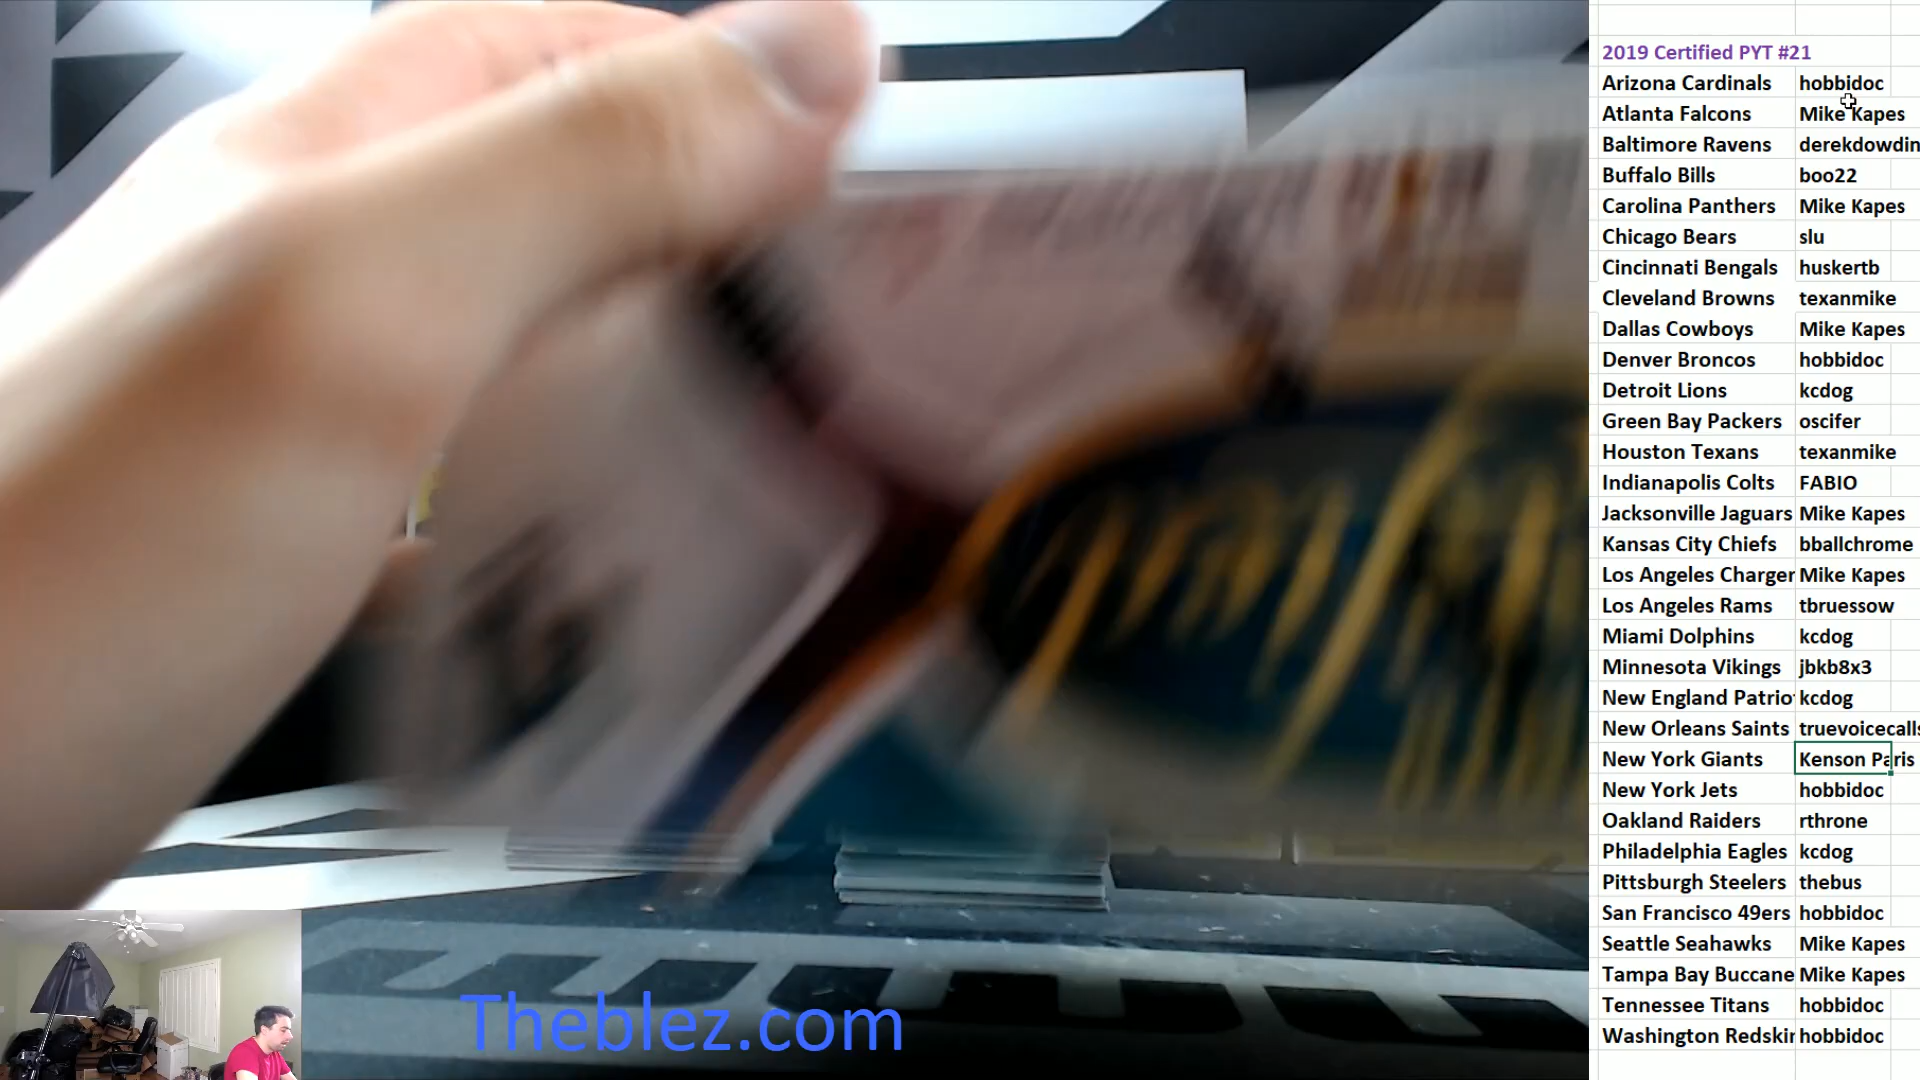 2019 Certified PYT #21
Arizona Cardinals hobbidoc
Atlanta Falcons Mike Kapes
Baltimore Ravens derekdowdin
Buffalo Bills boo22
Carolina Panthers Mike Kapes
Chicago Bears slu
Cincinnati Bengals huskertb
Cleveland Browns texanmike
Dallas Cowboys Mike Kapes
Denver Broncos hobbidoc
Detroit Lions kcdog
Green Bay Packers oscifer
Houston Texans texanmike
Indianapolis Colts FABIO
Jacksonville Jaguars Mike Kapes
Kansas City Chiefs bballchrome
Los Angeles Charger Mike Kapes
Los Angeles Rams tbruessow
Miami Dolphins kcdog
Minnesota Vikings jbkb8x3
New England Patrio kcdog
New Orleans Saints truevoicecalls
New York Giants Kenson Paris
New York Jets hobbidoc
Oakland Raiders rthrone
Philadelphia Eagles kcdog
Pittsburgh Steelers thebus
San Francisco 49ers hobbidoc
Seattle Seahawks Mike Kapes
Tampa Bay Buccane Mike Kapes
Tennessee Titans hobbidoc
Washington Redskin hobbidoc
Theblez.com